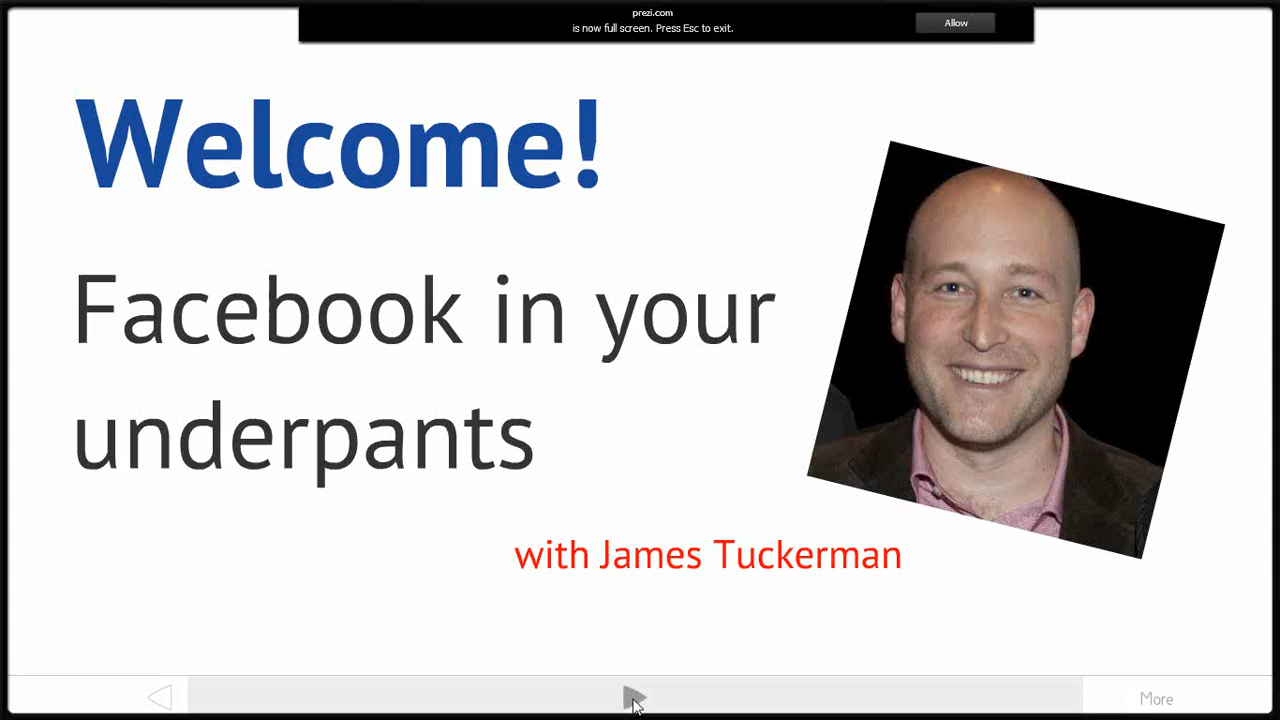 prezi.com
is now full screen. Press Esc to exit.
Allow
Welcome!
Facebook in your
underpants
with James Tuckerman
More